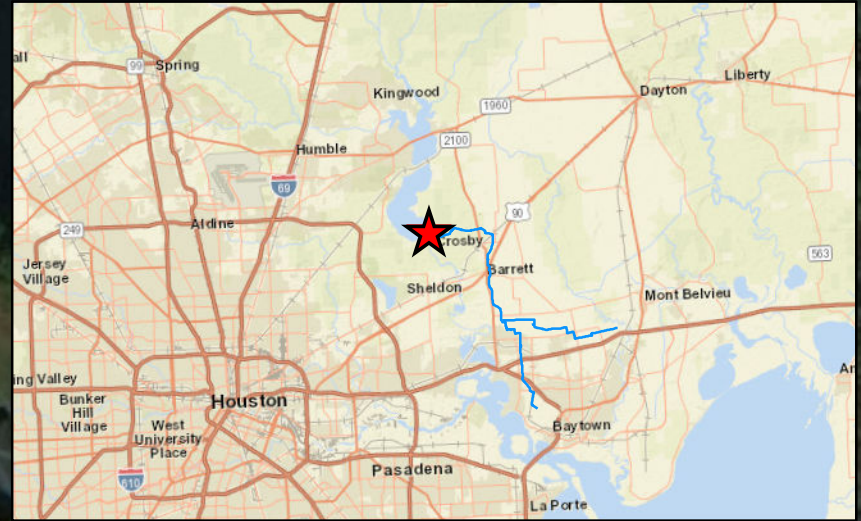 all
99
Spring
Kingwood
Liberty
Dayton
1960
2100
Humble
69
90
249
Aldine
Crosby
563
Jersey
Village
Barrett
Sheldon
Mont Belvieu
ing Valley
Bunker
Hill
Village
Houston
West
University
Place
Baytown
Pasadena
610
La Porte
An